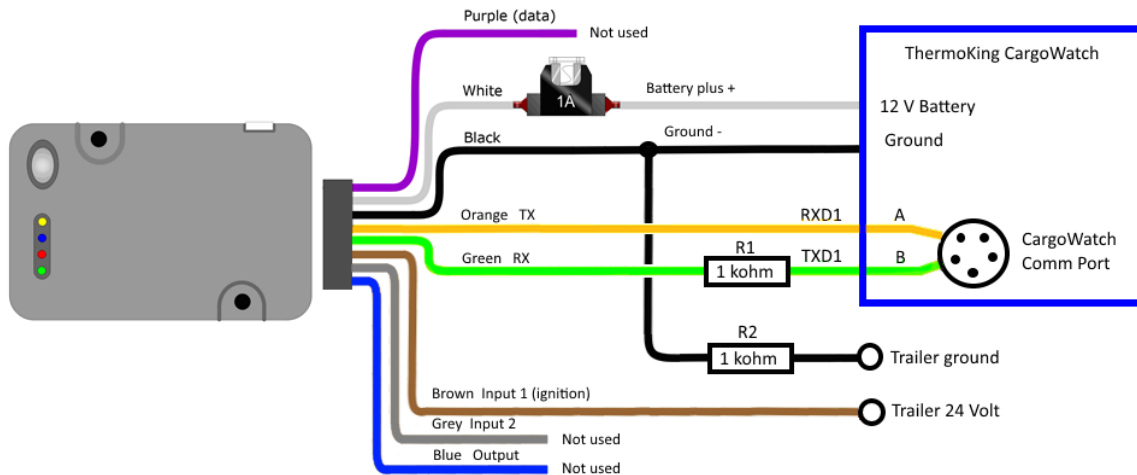 Purple (data)
Not used
ThermoKing CargoWatch
White
1A
Battery plus +
12 V Battery
Black
Ground -
Ground
Orange TX
RXD1
A
Green RX
R1
1 kohm
TXD1
B
CargoWatch
Comm Port
R2
1 kohm
Trailer ground
Brown Input 1 (ignition)
Trailer 24 Volt
Grey Input 2
Not used
Blue Output
Not used